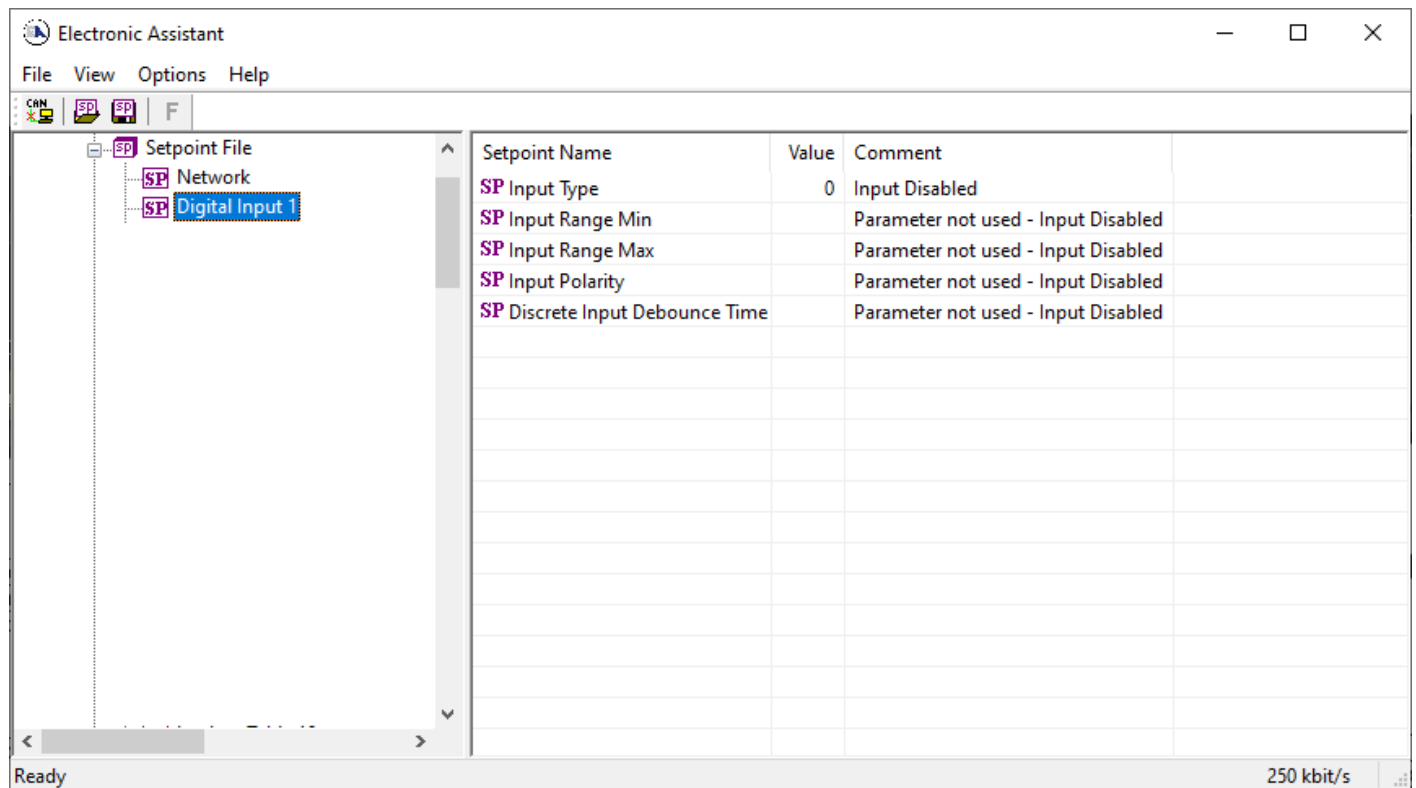 Electronic Assistant
File View Options Help
CAN SP SP F
SP Setpoint File
SP Network
SP Digital Input 1
Setpoint Name Value Comment
SP Input Type 0 Input Disabled
SP Input Range Min Parameter not used - Input Disabled
SP Input Range Max Parameter not used - Input Disabled
SP Input Polarity Parameter not used - Input Disabled
SP Discrete Input Debounce Time Parameter not used - Input Disabled
Ready 250 kbit/s